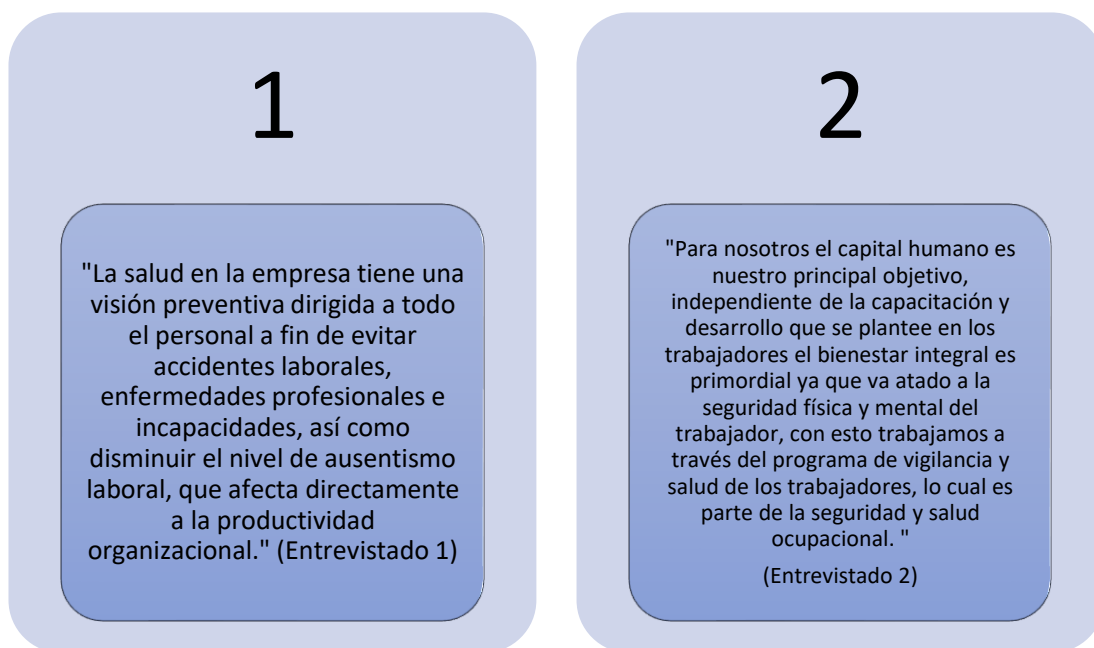 1
"La salud en la empresa tiene una
visión preventiva dirigida a todo
el personal a fin de evitar
accidentes laborales,
enfermedades profesionales e
incapacidades, así como
disminuir el nivel de ausentismo
laboral, que afecta directamente
a la productividad
organizacional." (Entrevistado 1)
2
"Para nosotros el capital humano es
nuestro principal objetivo,
independiente de la capacitación y
desarrollo que se plantee en los
trabajadores el bienestar integral es
primordial ya que va atado a la
seguridad física y mental del
trabajador, con esto trabajamos a
través del programa de vigilancia y
salud de los trabajadores, lo cual es
parte de la seguridad y salud
ocupacional. "
(Entrevistado 2)